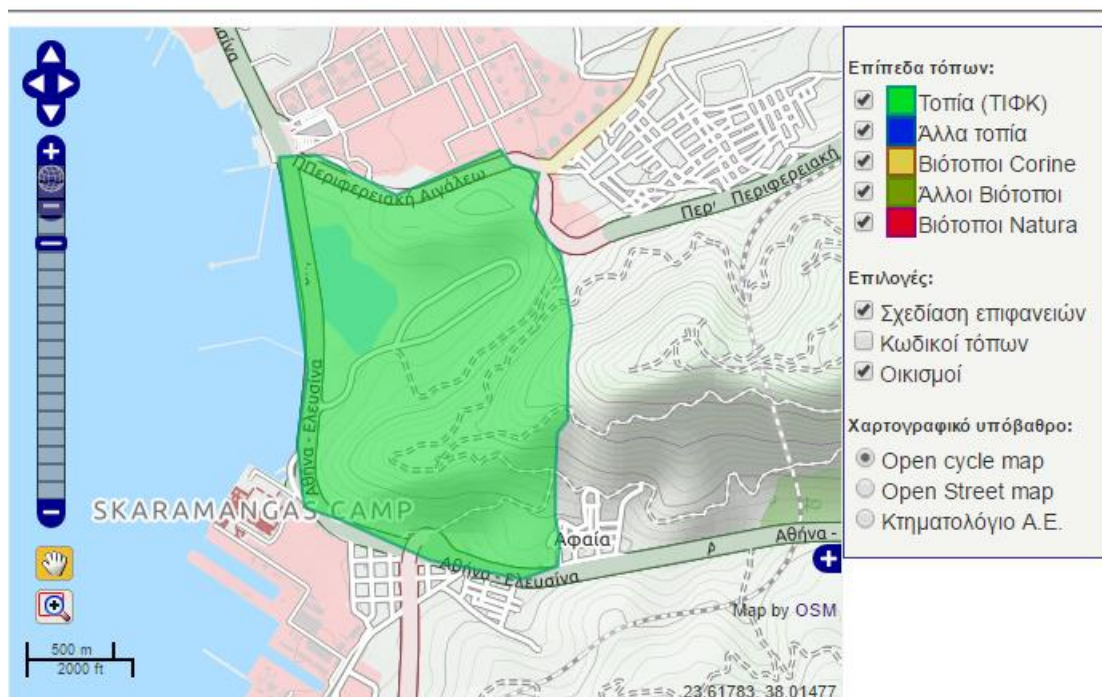 σίνα
ΠΠεριφερειακή Αιγάλεω
Περιφερειακή
Αθήνα - Ελευσίνα
SKARAMANGAS CAMP
Αφαία
Αθήνα - Ελευσίνα
Αθήνα -
Map by OSM
500 m
2000 ft
23.61783, 38.01477
Επίπεδα τόπων:
Τοπία (ΤΙΦΚ)
Άλλα τοπία
Βιότοποι Corine
Άλλοι Βιότοποι
Βιότοποι Natura
Επιλογές:
Σχεδίαση επιφανειών
Κωδικοί τόπων
Οικισμοί
Χαρτογραφικό υπόβαθρο:
Open cycle map
Open Street map
Κτηματολόγιο Α.Ε.